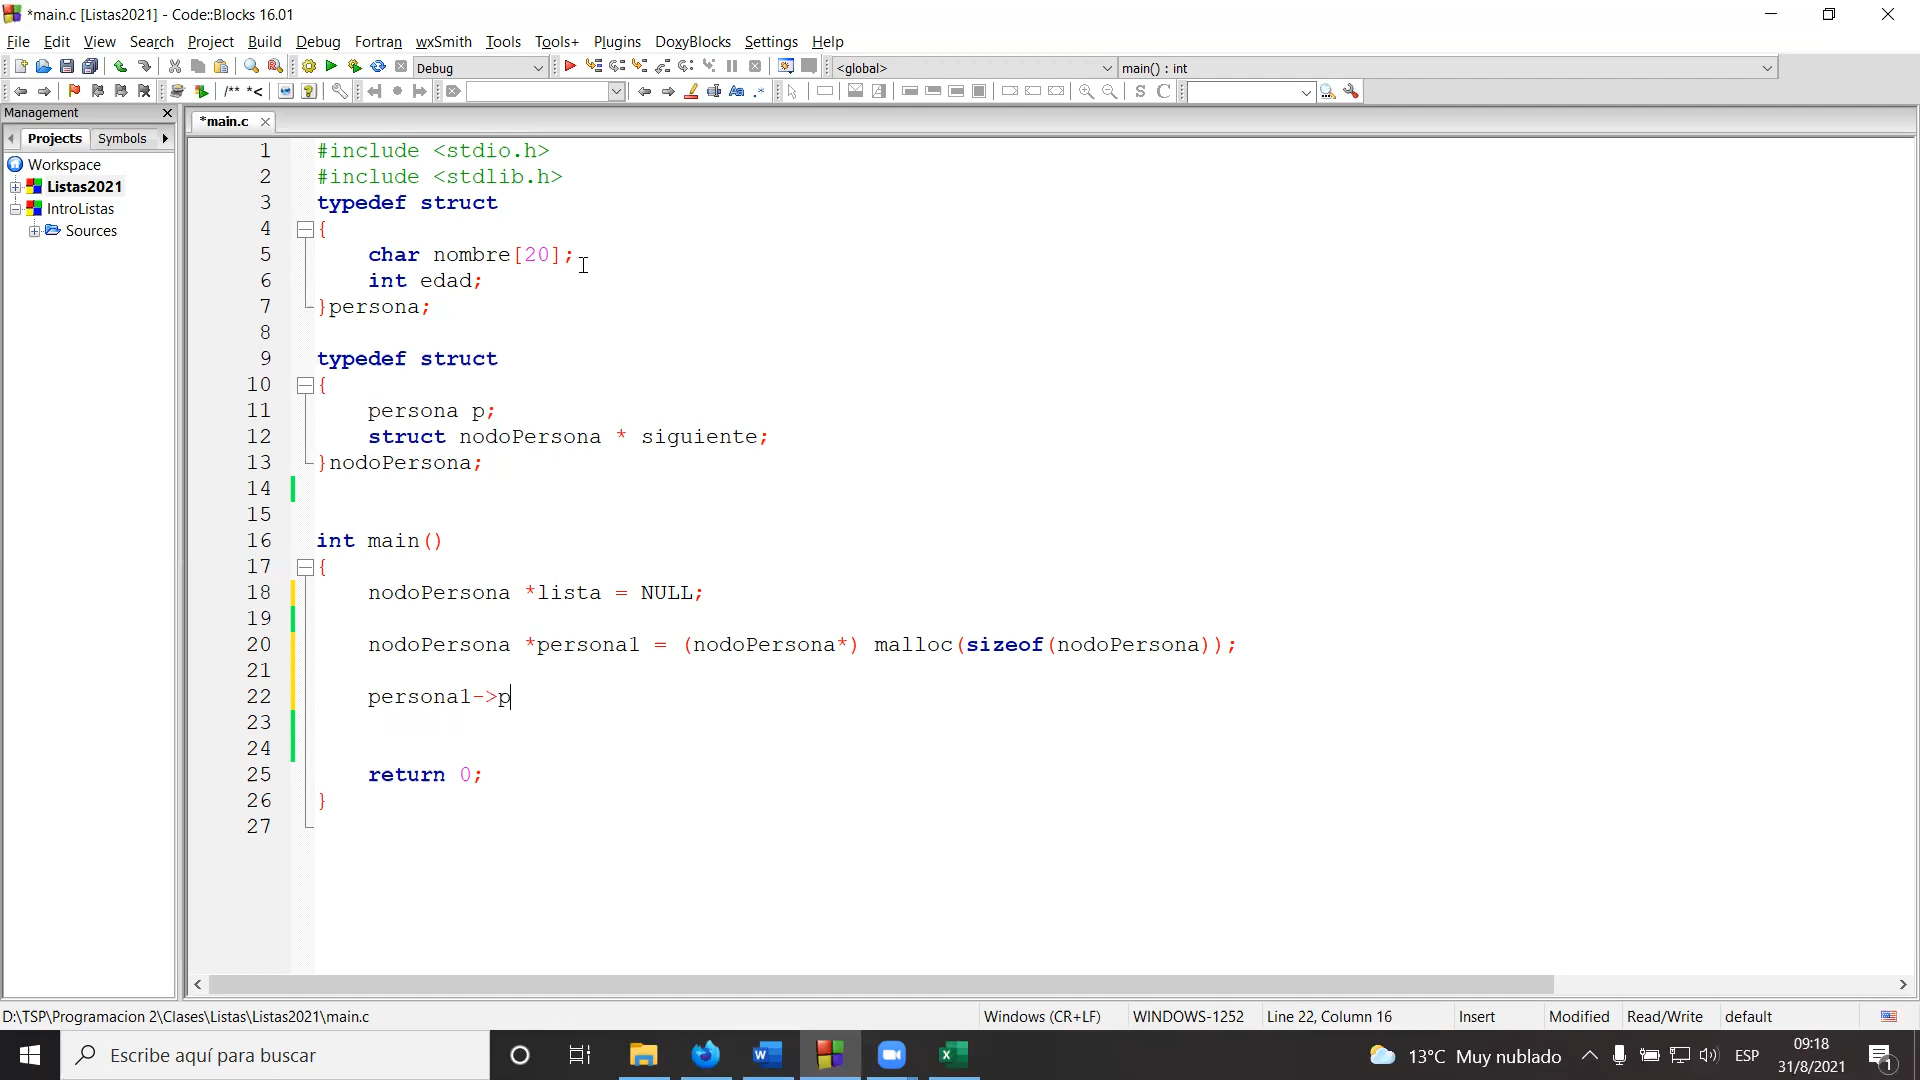 *main.c [Listas2021] - Code::Blocks 16.01
File Edit View Search Project Build Debug Fortran wxSmith Tools Tools+ Plugins DoxyBlocks Settings Help
Debug <global> main() : int
/** *<
Management
Projects Symbols
*main.c
Workspace
Listas2021
IntroListas
Sources
1 #include <stdio.h>
2 #include <stdlib.h>
3 typedef struct
4 {
5 char nombre[20];
6 int edad;
7 }persona;
8
9 typedef struct
10 {
11 persona p;
12 struct nodoPersona * siguiente;
13 }nodoPersona;
14
15
16 int main()
17 {
18 nodoPersona *lista = NULL;
19
20 nodoPersona *persona1 = (nodoPersona*) malloc(sizeof(nodoPersona));
21
22 persona1->p
23
24
25 return 0;
26 }
27
D:\TSP\Programacion 2\Clases\Listas\Listas2021\main.c Windows (CR+LF) WINDOWS-1252 Line 22, Column 16 Insert Modified Read/Write default
Escribe aquí para buscar
13°C Muy nublado ESP
09:18
31/8/2021
1